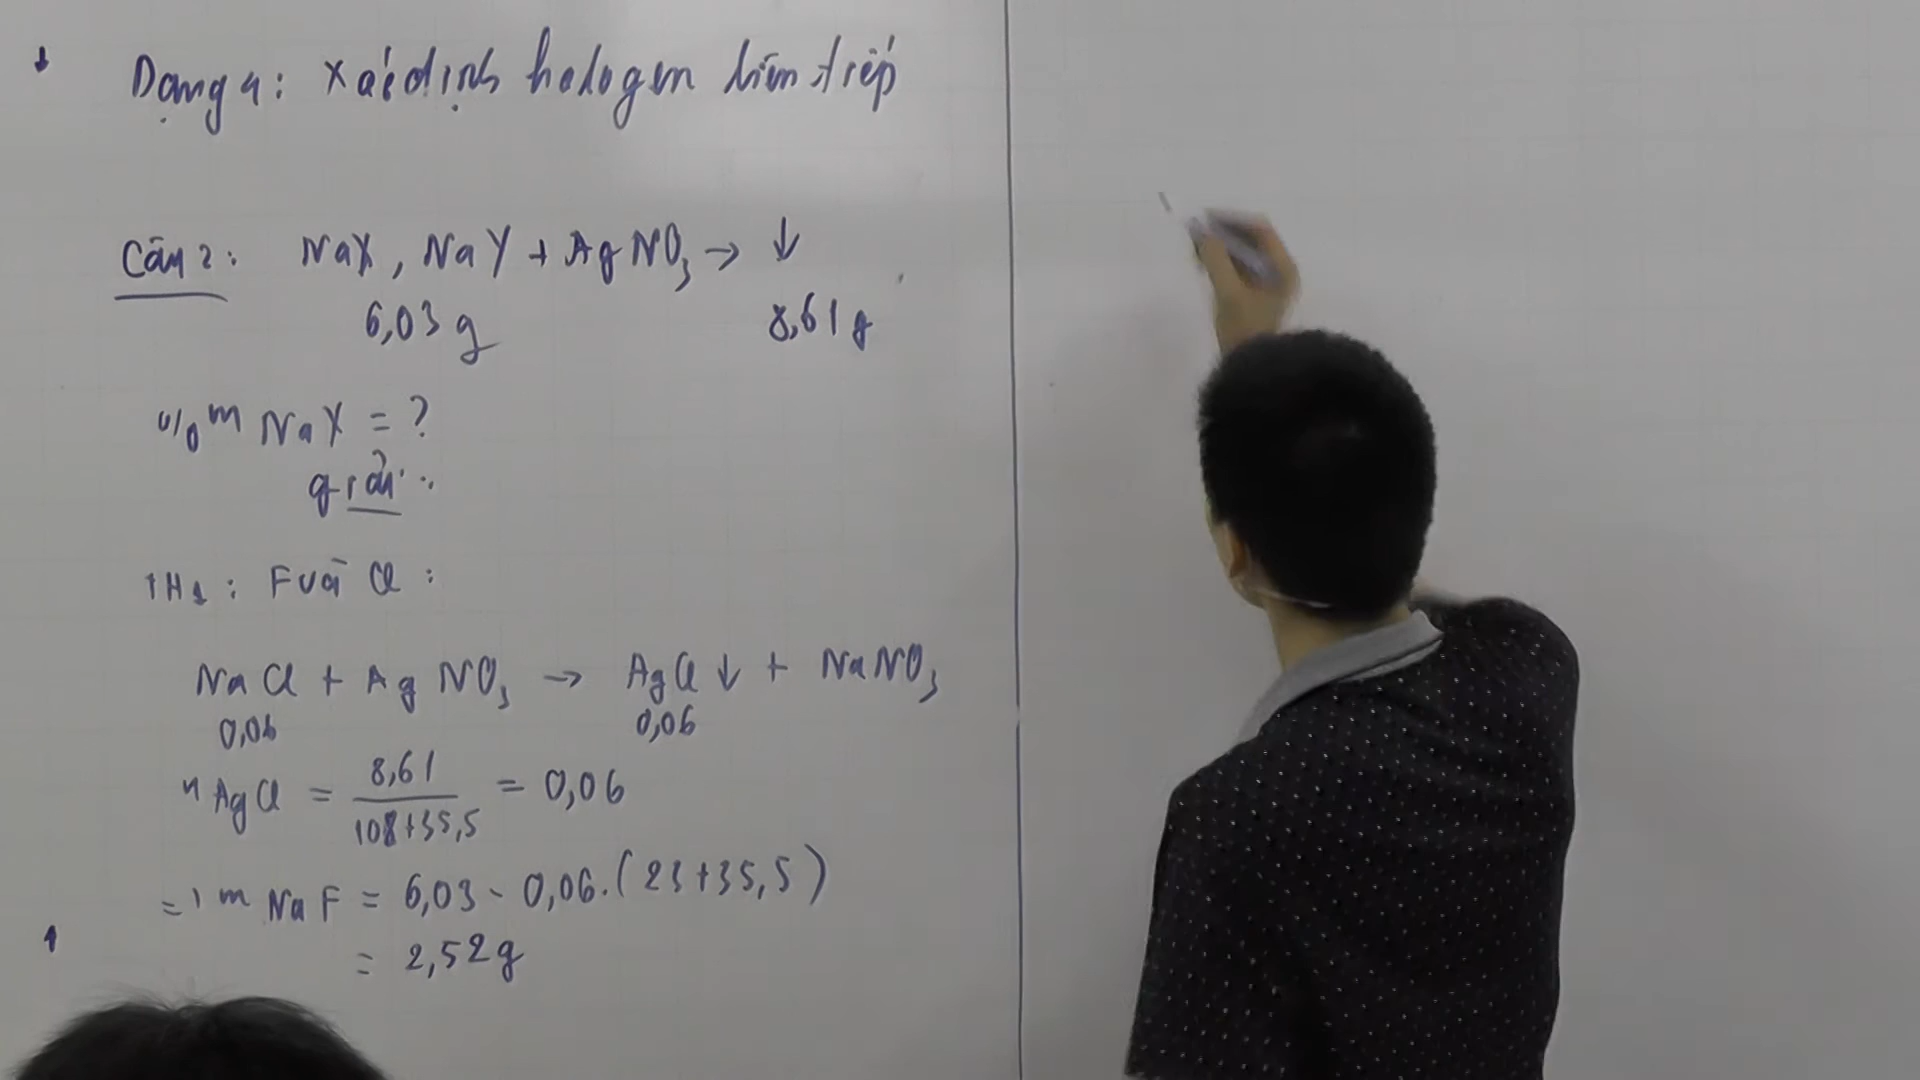 Dạng 4: xác định halogen liên tiếp
Câu 2: NaX, NaY + AgNO₃ → ↓
6,03 g 8,61 g
% m NaX = ?
giải:
TH1: F và Cl:
NaCl + AgNO₃ → AgCl ↓ + NaNO₃
0,06 0,06
n AgCl = 8,61 / 108+35,5 = 0,06
=> m NaF = 6,03 - 0,06.(23+35,5)
= 2,52g